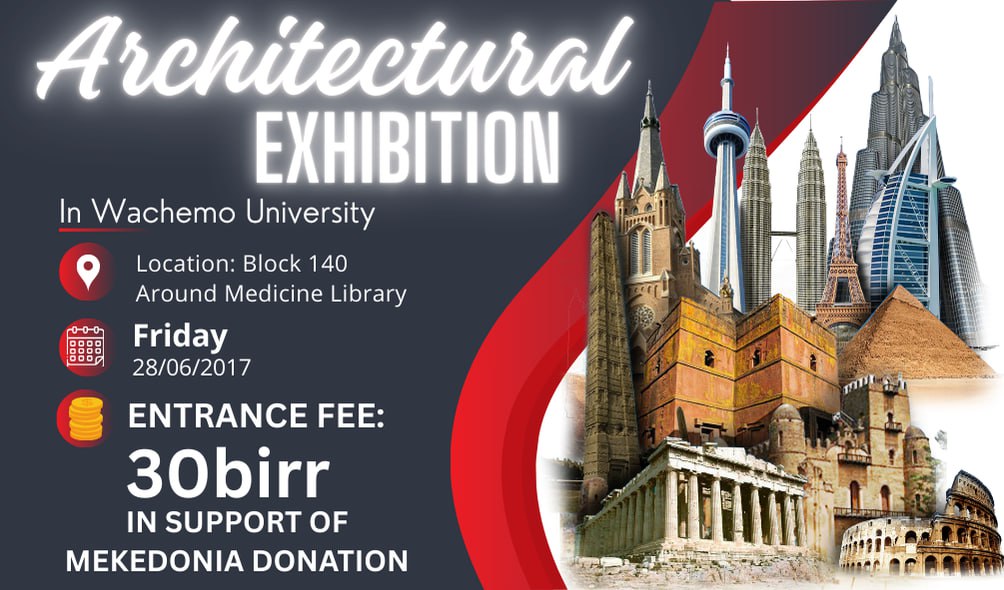 Architectural
EXHIBITION
In Wachemo University
Location: Block 140
Around Medicine Library
Friday
28/06/2017
ENTRANCE FEE:
30birr
IN SUPPORT OF
MEKEDONIA DONATION